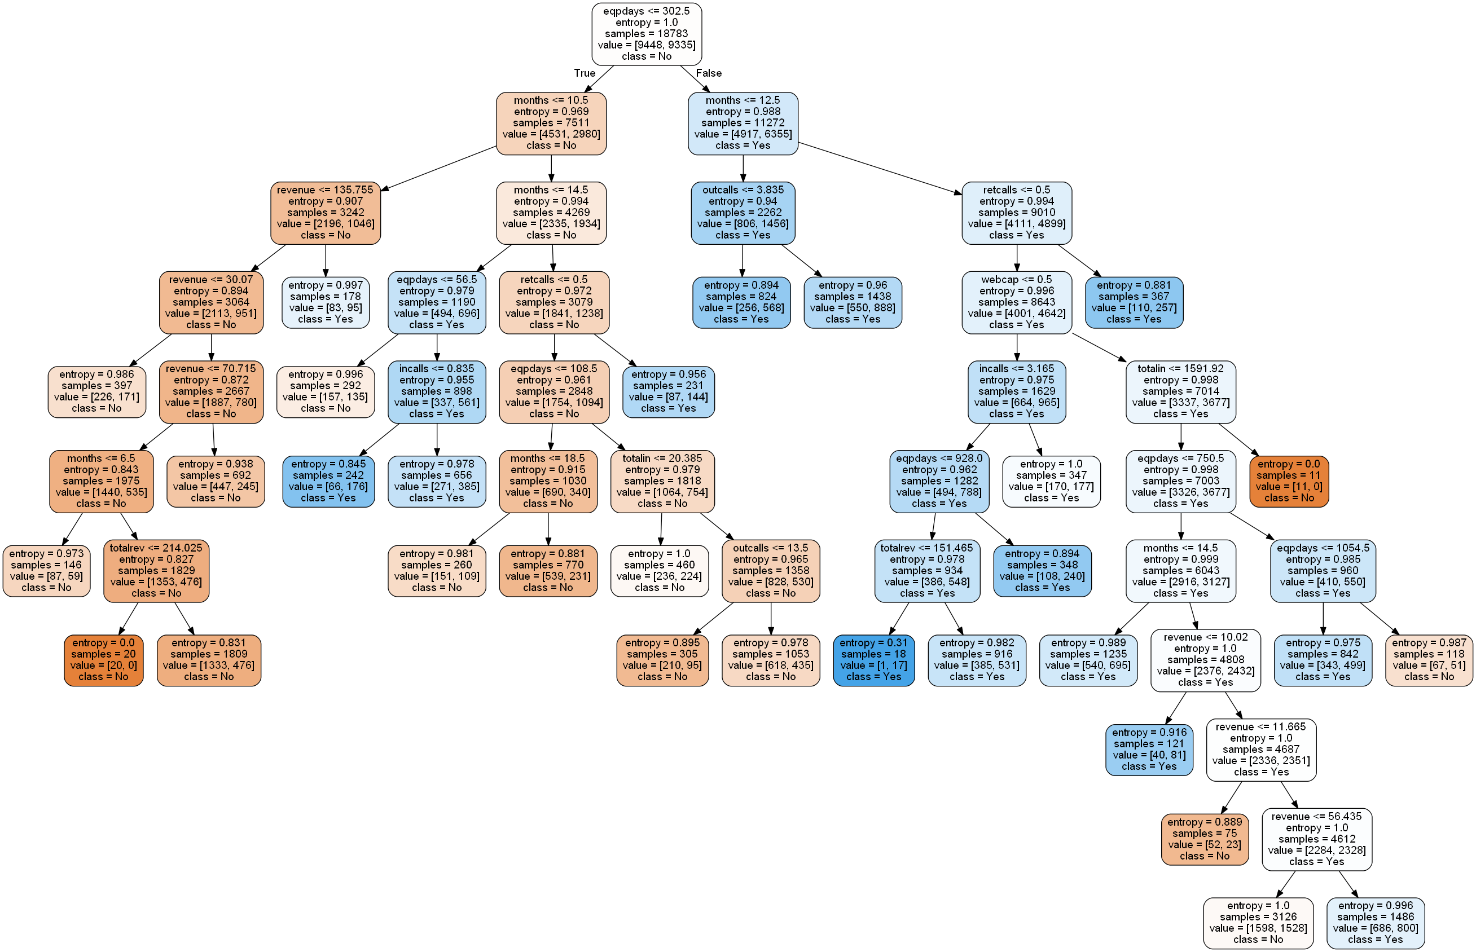 eqpdays <= 302.5
entropy = 1.0
samples = 18783
value = [9448, 9335]
class = No
True
False
months <= 10.5
entropy = 0.969
samples = 7511
value = [4531, 2980]
class = No
months <= 12.5
entropy = 0.988
samples = 11272
value = [4917, 6355]
class = Yes
revenue <= 135.755
entropy = 0.907
samples = 3242
value = [2196, 1046]
class = No
months <= 14.5
entropy = 0.994
samples = 4269
value = [2335, 1934]
class = No
outcalls <= 3.835
entropy = 0.94
samples = 2262
value = [806, 1456]
class = Yes
retcalls <= 0.5
entropy = 0.994
samples = 9010
value = [4111, 4899]
class = Yes
revenue <= 30.07
entropy = 0.894
samples = 3064
value = [2113, 951]
class = No
entropy = 0.997
samples = 178
value = [83, 95]
class = Yes
eqpdays <= 56.5
entropy = 0.979
samples = 1190
value = [494, 696]
class = Yes
retcalls <= 0.5
entropy = 0.972
samples = 3079
value = [1841, 1238]
class = No
entropy = 0.894
samples = 824
value = [256, 568]
class = Yes
entropy = 0.96
samples = 1438
value = [550, 888]
class = Yes
webcap <= 0.5
entropy = 0.996
samples = 8643
value = [4001, 4642]
class = Yes
entropy = 0.881
samples = 367
value = [110, 257]
class = Yes
entropy = 0.986
samples = 397
value = [226, 171]
class = No
revenue <= 70.715
entropy = 0.872
samples = 2667
value = [1887, 780]
class = No
entropy = 0.996
samples = 292
value = [157, 135]
class = No
incalls <= 0.835
entropy = 0.955
samples = 898
value = [337, 561]
class = Yes
eqpdays <= 108.5
entropy = 0.961
samples = 2848
value = [1754, 1094]
class = No
entropy = 0.956
samples = 231
value = [87, 144]
class = Yes
incalls <= 3.165
entropy = 0.975
samples = 1629
value = [664, 965]
class = Yes
totalin <= 1591.92
entropy = 0.998
samples = 7014
value = [3337, 3677]
class = Yes
months <= 6.5
entropy = 0.843
samples = 1975
value = [1440, 535]
class = No
entropy = 0.938
samples = 692
value = [447, 245]
class = No
entropy = 0.845
samples = 242
value = [66, 176]
class = Yes
entropy = 0.978
samples = 656
value = [271, 385]
class = Yes
months <= 18.5
entropy = 0.915
samples = 1030
value = [690, 340]
class = No
totalin <= 20.385
entropy = 0.979
samples = 1818
value = [1064, 754]
class = No
eqpdays <= 928.0
entropy = 0.962
samples = 1282
value = [494, 788]
class = Yes
entropy = 1.0
samples = 347
value = [170, 177]
class = Yes
eqpdays <= 750.5
entropy = 0.998
samples = 7003
value = [3326, 3677]
class = Yes
entropy = 0.0
samples = 11
value = [11, 0]
class = No
entropy = 0.973
samples = 146
value = [87, 59]
class = No
totalrev <= 214.025
entropy = 0.827
samples = 1829
value = [1353, 476]
class = No
entropy = 0.981
samples = 260
value = [151, 109]
class = No
entropy = 0.881
samples = 770
value = [539, 231]
class = No
entropy = 1.0
samples = 460
value = [236, 224]
class = No
outcalls <= 13.5
entropy = 0.965
samples = 1358
value = [828, 530]
class = No
totalrev <= 151.465
entropy = 0.978
samples = 934
value = [386, 548]
class = Yes
entropy = 0.894
samples = 348
value = [108, 240]
class = Yes
months <= 14.5
entropy = 0.999
samples = 6043
value = [2916, 3127]
class = Yes
eqpdays <= 1054.5
entropy = 0.985
samples = 960
value = [410, 550]
class = Yes
entropy = 0.0
samples = 20
value = [20, 0]
class = No
entropy = 0.831
samples = 1809
value = [1333, 476]
class = No
entropy = 0.895
samples = 305
value = [210, 95]
class = No
entropy = 0.978
samples = 1053
value = [618, 435]
class = No
entropy = 0.31
samples = 18
value = [1, 17]
class = Yes
entropy = 0.982
samples = 916
value = [385, 531]
class = Yes
entropy = 0.989
samples = 1235
value = [540, 695]
class = Yes
revenue <= 10.02
entropy = 1.0
samples = 4808
value = [2376, 2432]
class = Yes
entropy = 0.975
samples = 842
value = [343, 499]
class = Yes
entropy = 0.987
samples = 118
value = [67, 51]
class = No
entropy = 0.916
samples = 121
value = [40, 81]
class = Yes
revenue <= 11.665
entropy = 1.0
samples = 4687
value = [2336, 2351]
class = Yes
entropy = 0.889
samples = 75
value = [52, 23]
class = No
revenue <= 56.435
entropy = 1.0
samples = 4612
value = [2284, 2328]
class = Yes
entropy = 1.0
samples = 3126
value = [1598, 1528]
class = No
entropy = 0.996
samples = 1486
value = [686, 800]
class = Yes